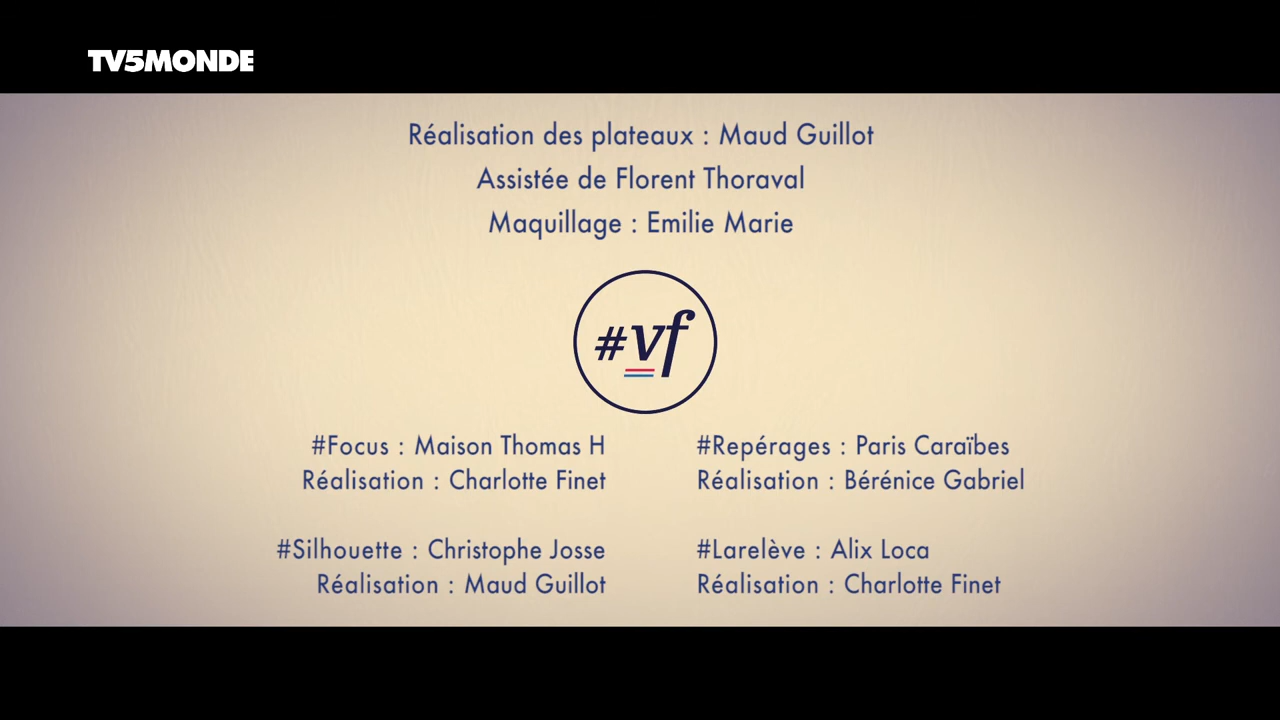 TV5MONDE
Réalisation des plateaux : Maud Guillot
Assistée de Florent Thoraval
Maquillage : Emilie Marie
#vf
#Focus : Maison Thomas H
Réalisation : Charlotte Finet
#Repérages : Paris Caraïbes
Réalisation : Bérénice Gabriel
#Silhouette : Christophe Josse
Réalisation : Maud Guillot
#Larelève : Alix Loca
Réalisation : Charlotte Finet